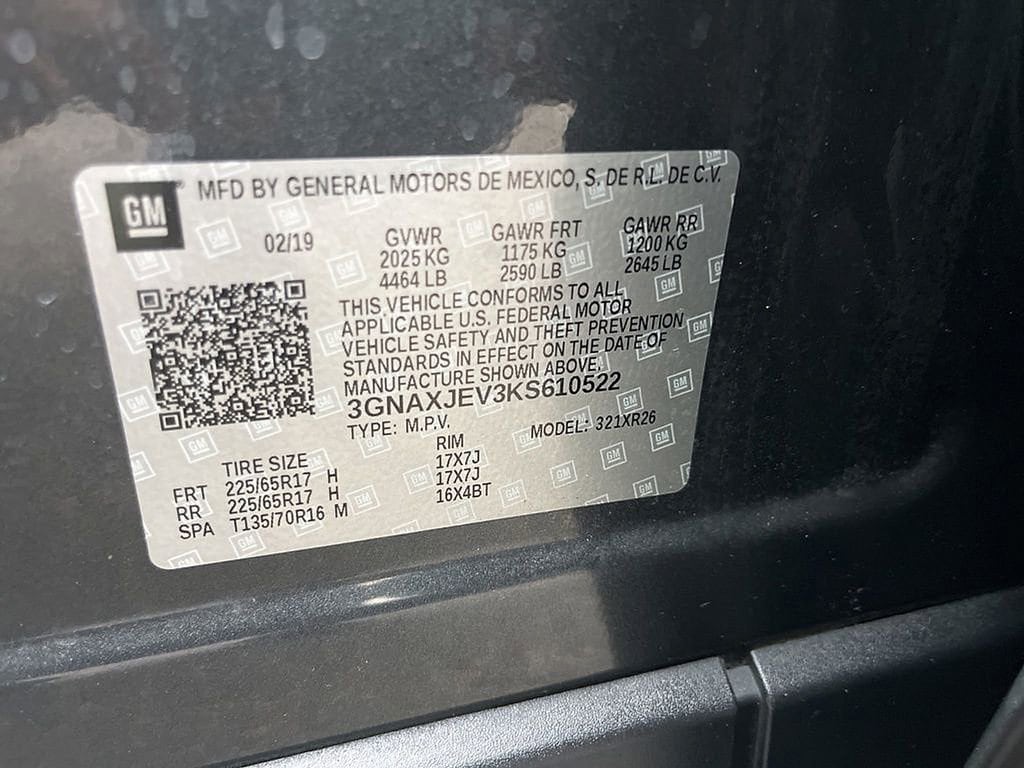 GM MFD BY GENERAL MOTORS DE MEXICO, S. DE R.L. DE C.V.
02/19 GVWR GAWR FRT GAWR RR
2025 KG 1175 KG 1200 KG
4464 LB 2590 LB 2645 LB
THIS VEHICLE CONFORMS TO ALL
APPLICABLE U.S. FEDERAL MOTOR
VEHICLE SAFETY AND THEFT PREVENTION
STANDARDS IN EFFECT ON THE DATE OF
MANUFACTURE SHOWN ABOVE.
3GNAXJEV3KS610522
TYPE: M.P.V. MODEL: 321XR26
TIRE SIZE RIM
FRT 225/65R17 H 17X7J
RR 225/65R17 H 17X7J
SPA T135/70R16 M 16X4BT